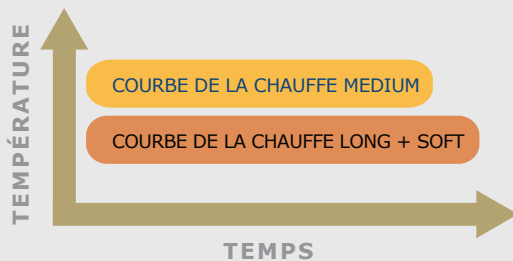 TEMPÉRATURE
COURBE DE LA CHAUFFE MEDIUM
COURBE DE LA CHAUFFE LONG + SOFT
TEMPS